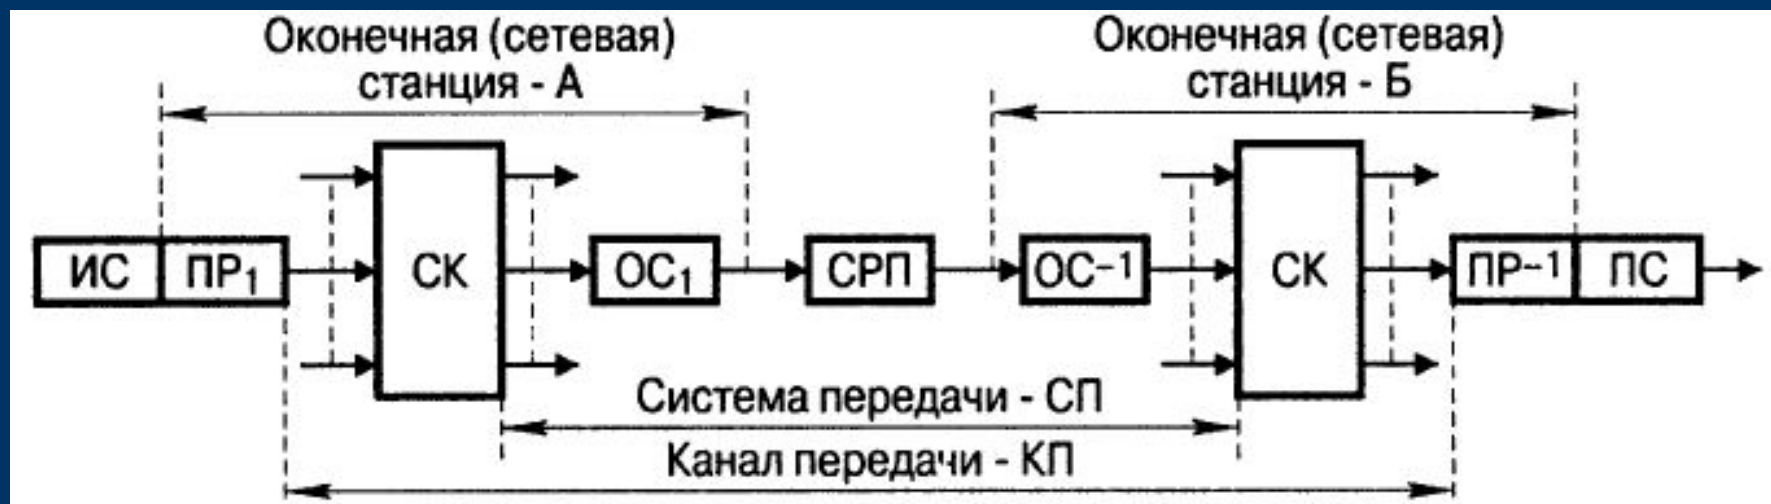 Оконечная (сетевая)
станция - А
Оконечная (сетевая)
станция - Б
ИС
ПР₁
СК
ОС₁
СРП
ОС⁻¹
СК
ПР⁻¹
ПС
Система передачи - СП
Канал передачи - КП